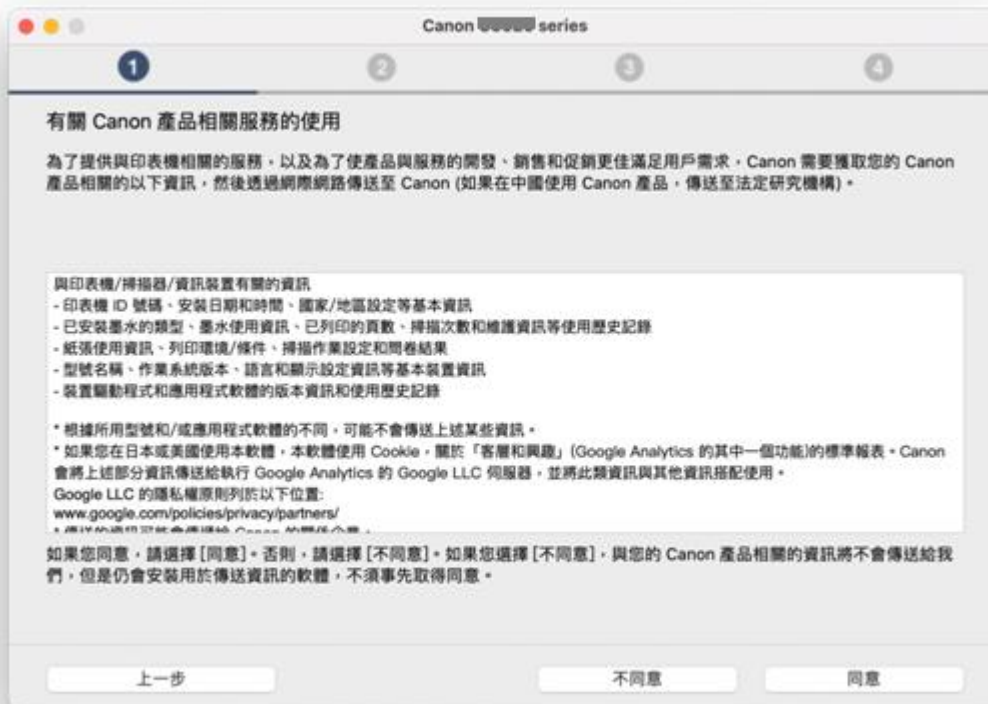 Canon series
1
2
3
4
有關 Canon 產品相關服務的使用
為了提供與印表機相關的服務，以及為了使產品與服務的開發、銷售和促銷更佳滿足用戶需求，Canon 需要獲取您的 Canon
產品相關的以下資訊，然後透過網際網路傳送至 Canon (如果在中國使用 Canon 產品，傳送至法定研究機構)。
與印表機/掃描器/資訊裝置有關的資訊
- 印表機 ID 號碼、安裝日期和時間、國家/地區設定等基本資訊
- 已安裝墨水的類型、墨水使用資訊、已列印的頁數、掃描次數和維護資訊等使用歷史記錄
- 紙張使用資訊、列印環境/條件、掃描作業設定和問卷結果
- 型號名稱、作業系統版本、語言和顯示設定資訊等基本裝置資訊
- 裝置驅動程式和應用程式軟體的版本資訊和使用歷史記錄
* 根據所用型號和/或應用程式軟體的不同，可能不會傳送上述某些資訊。
* 如果您在日本或美國使用本軟體，本軟體使用 Cookie，關於「客層和興趣」(Google Analytics 的其中一個功能)的標準報表。Canon
會將上述部分資訊傳送給執行 Google Analytics 的 Google LLC 伺服器，並將此類資訊與其他資訊搭配使用。
Google LLC 的隱私權原則列於以下位置:
www.google.com/policies/privacy/partners/
* 傳送的資訊可能會傳遞給 Canon 的關係企業。
如果您同意，請選擇 [同意]。否則，請選擇 [不同意]。如果您選擇 [不同意]，與您的 Canon 產品相關的資訊將不會傳送給我
們，但是仍會安裝用於傳送資訊的軟體，不須事先取得同意。
上一步
不同意
同意